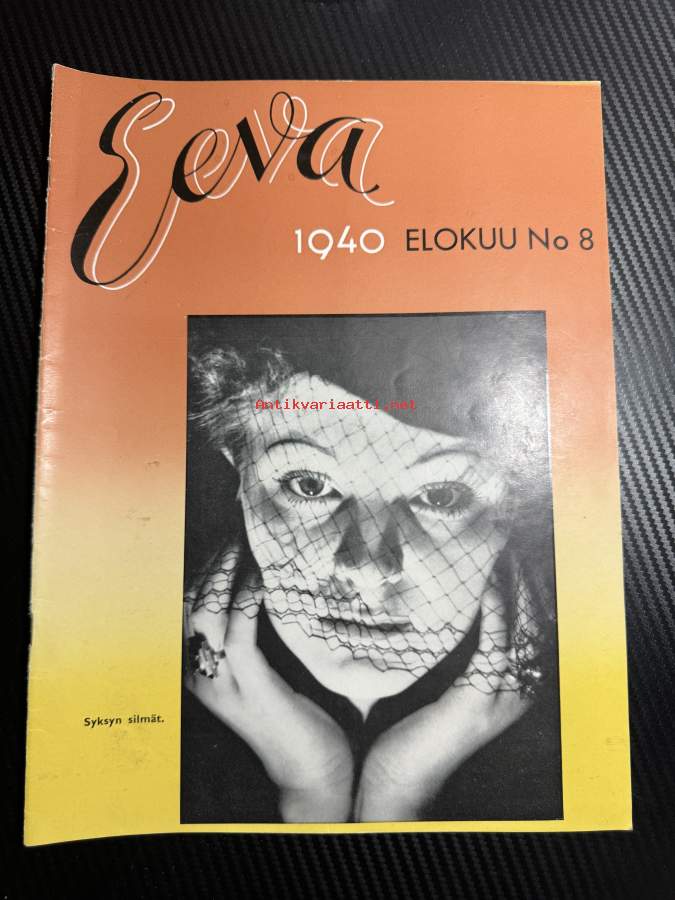 Eeva
1940 ELOKUU No 8
Antikvariaatti.net
Syksyn silmät.